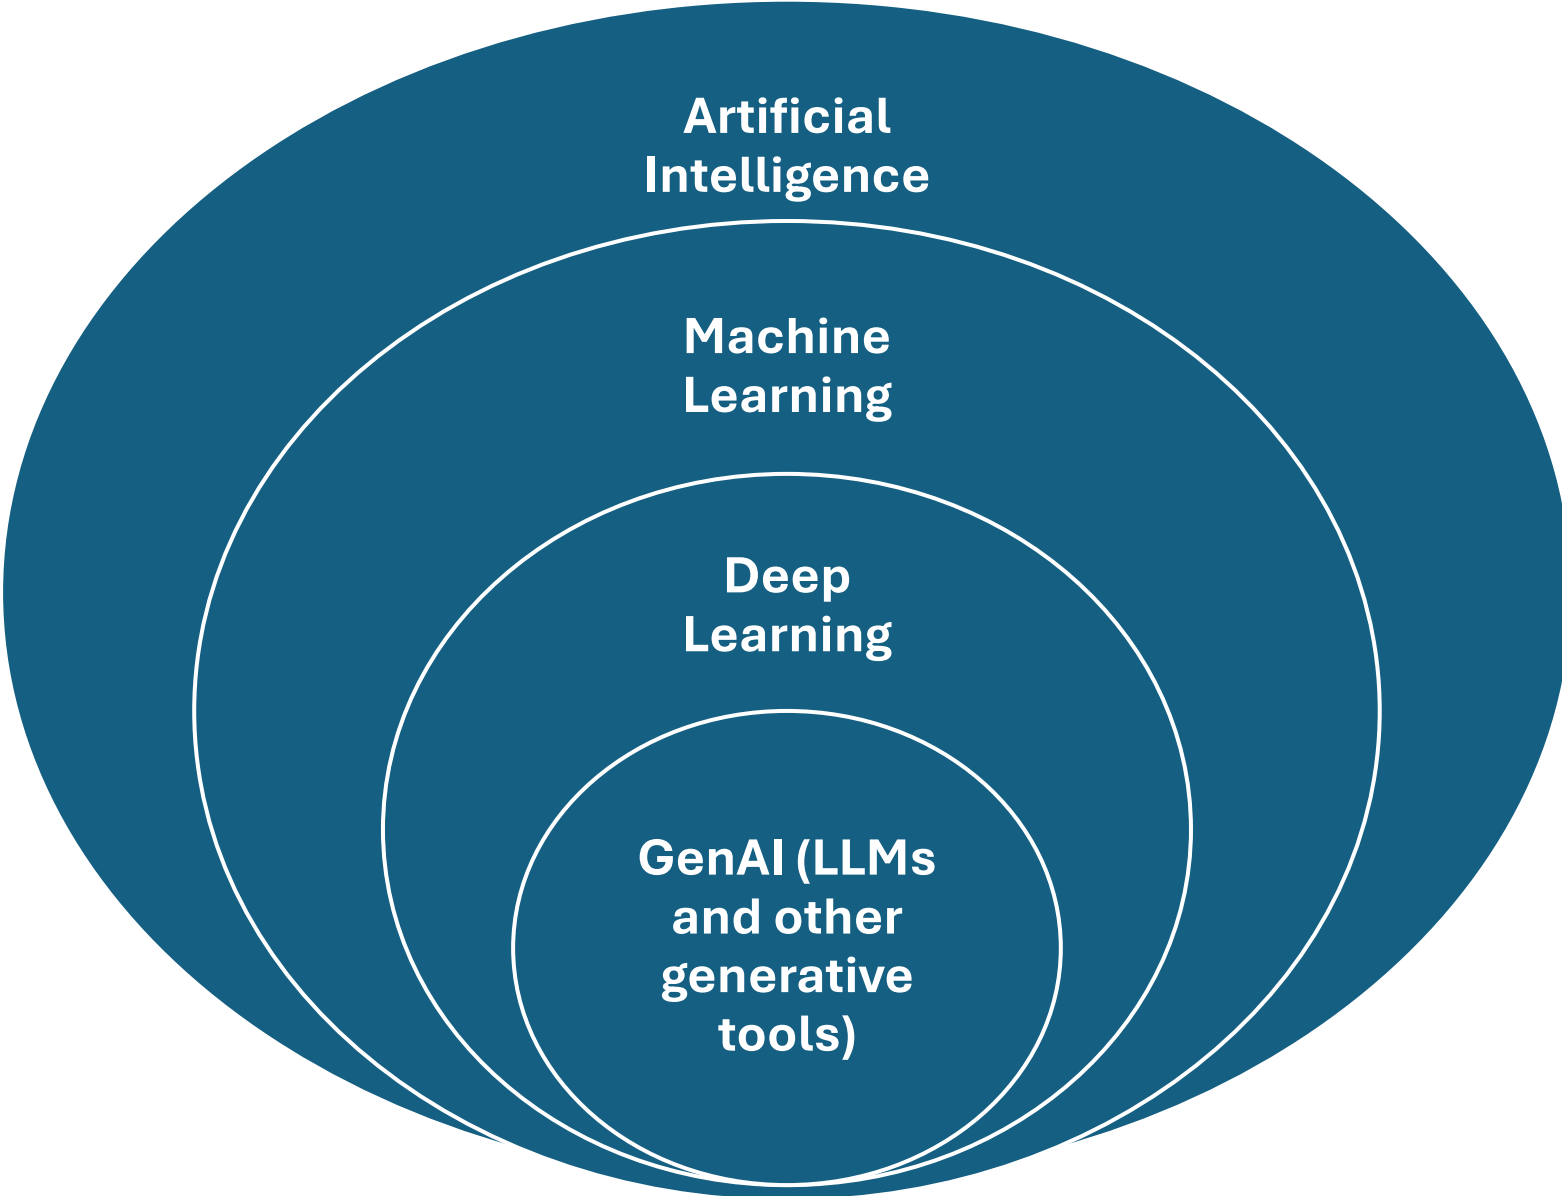 Artificial
Intelligence
Machine
Learning
Deep
Learning
GenAI (LLMs
and other
generative
tools)